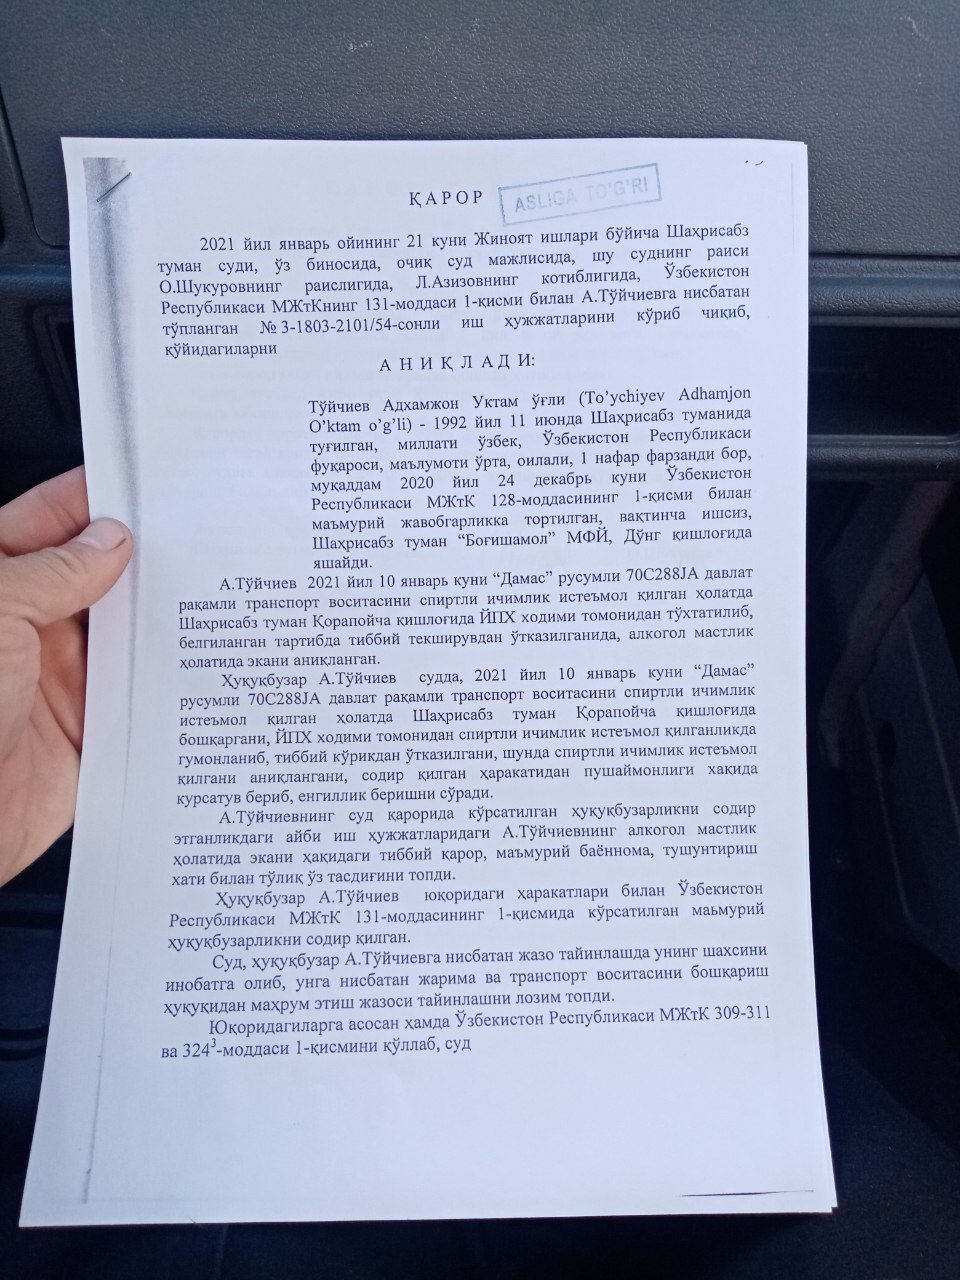 ҚАРОР
ASLIGA TO'G'RI
2021 йил январь ойининг 21 куни Жиноят ишлари бўйича Шаҳрисабз
туман суди, ўз биносида, очиқ суд мажлисида, шу суднинг раиси
О.Шукуровнинг раислигида, Л.Азизовнинг котиблигида, Ўзбекистон
Республикаси МЖтКнинг 131-моддаси 1-қисми билан А.Тўйчиевга нисбатан
тўпланган № 3-1803-2101/54-сонли иш ҳужжатларини кўриб чиқиб,
қўйидагиларни
А Н И Қ Л А Д И:
Тўйчиев Адхамжон Уктам ўғли (To’ychiyev Adhamjon
O’ktam o’g’li) - 1992 йил 11 июнда Шаҳрисабз туманида
туғилган, миллати ўзбек, Ўзбекистон Республикаси
фуқароси, маълумоти ўрта, оилали, 1 нафар фарзанди бор,
муқаддам 2020 йил 24 декабрь куни Ўзбекистон
Республикаси МЖтК 128-моддасининг 1-қисми билан
маъмурий жавобгарликка тортилган, вақтинча ишсиз,
Шаҳрисабз туман “Боғишамол” МФЙ, Дўнг қишлоғида
яшайди.
А.Тўйчиев 2021 йил 10 январь куни “Дамас” русумли 70C288JA давлат
рақамли транспорт воситасини спиртли ичимлик истеъмол қилган ҳолатда
Шаҳрисабз туман Қорапойча қишлоғида ЙПХ ходими томонидан тўхтатилиб,
белгиланган тартибда тиббий текширувдан ўтказилганида, алкогол мастлик
ҳолатида экани аниқланган.
Ҳуқуқбузар А.Тўйчиев судда, 2021 йил 10 январь куни “Дамас”
русумли 70C288JA давлат рақамли транспорт воситасини спиртли ичимлик
истеъмол қилган ҳолатда Шаҳрисабз туман Қорапойча қишлоғида
бошқаргани, ЙПХ ходими томонидан спиртли ичимлик истеъмол қилганликда
гумонланиб, тиббий кўрикдан ўтказилгани, шунда спиртли ичимлик истеъмол
қилгани аниқлангани, содир қилган ҳаракатидан пушаймонлиги хақида
курсатув бериб, енгиллик беришни сўради.
А.Тўйчиевнинг суд қарорида кўрсатилган ҳуқуқбузарликни содир
этганликдаги айби иш ҳужжатларидаги А.Тўйчиевнинг алкогол мастлик
ҳолатида экани ҳақидаги тиббий қарор, маъмурий баённома, тушунтириш
хати билан тўлиқ ўз тасдиғини топди.
Ҳуқуқбузар А.Тўйчиев юқоридаги ҳаракатлари билан Ўзбекистон
Республикаси МЖтК 131-моддасининг 1-қисмида кўрсатилган маьмурий
ҳуқуқбузарликни содир қилган.
Суд, ҳуқуқбузар А.Тўйчиевга нисбатан жазо тайинлашда унинг шахсини
инобатга олиб, унга нисбатан жарима ва транспорт воситасини бошқариш
ҳуқуқидан маҳрум этиш жазоси тайинлашни лозим топди.
Юқоридагиларга асосан ҳамда Ўзбекистон Республикаси МЖтК 309-311
ва 324³-моддаси 1-қисмини қўллаб, суд